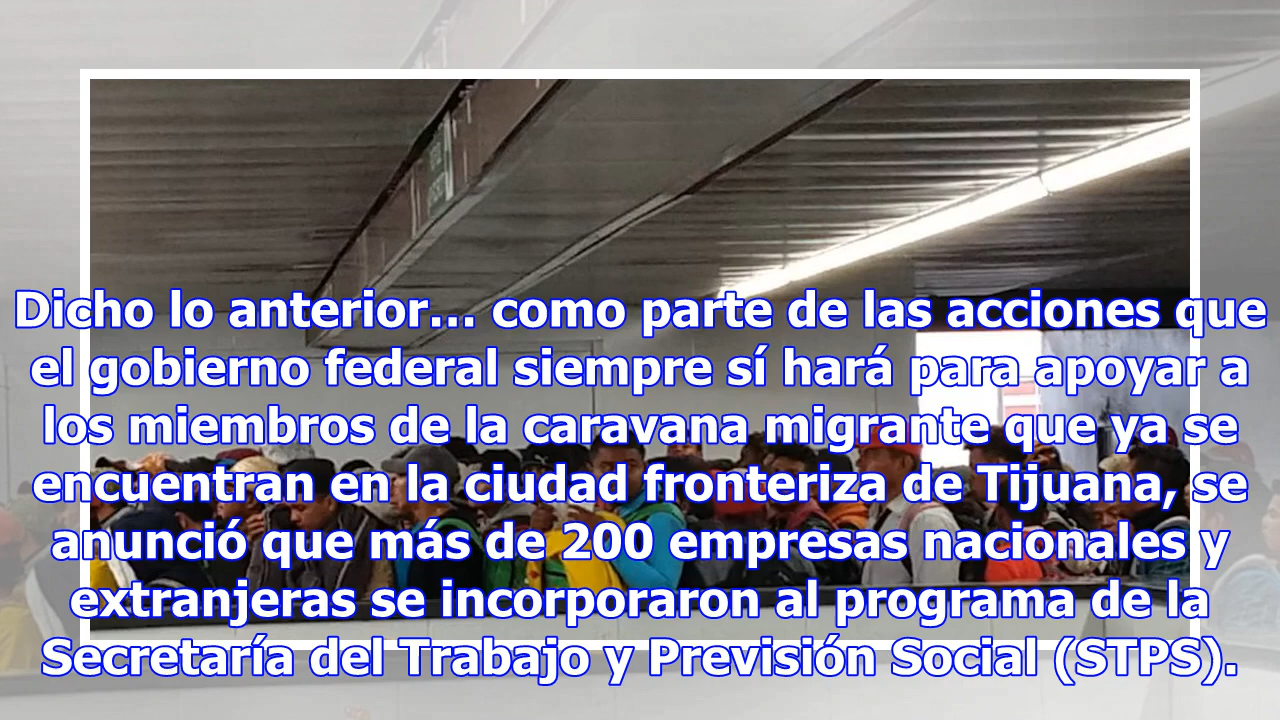 Dicho lo anterior... como parte de las acciones que
el gobierno federal siempre sí hará para apoyar a
los miembros de la caravana migrante que ya se
encuentran en la ciudad fronteriza de Tijuana, se
anunció que más de 200 empresas nacionales y
extranjeras se incorporaron al programa de la
Secretaría del Trabajo y Previsión Social (STPS).